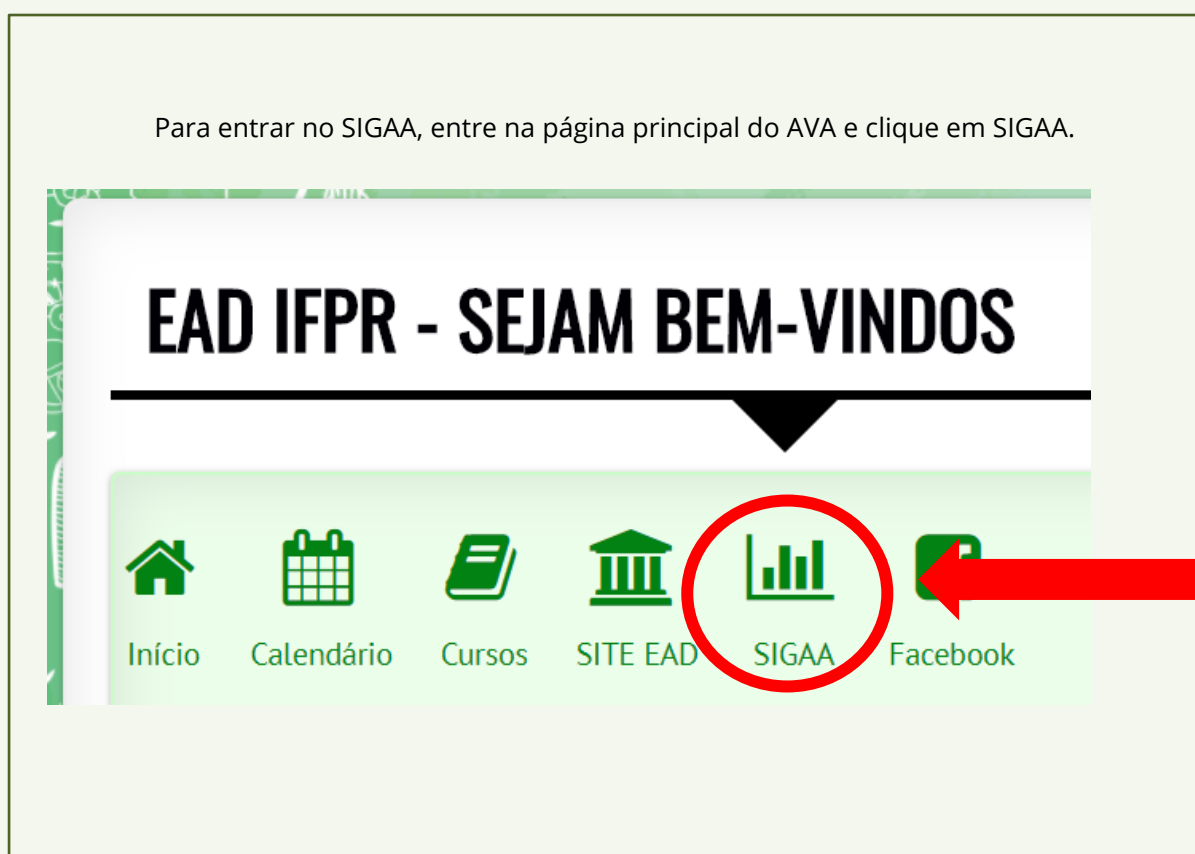 Para entrar no SIGAA, entre na página principal do AVA e clique em SIGAA.
EAD IFPR - SEJAM BEM-VINDOS
Início Calendário Cursos SITE EAD SIGAA Facebook